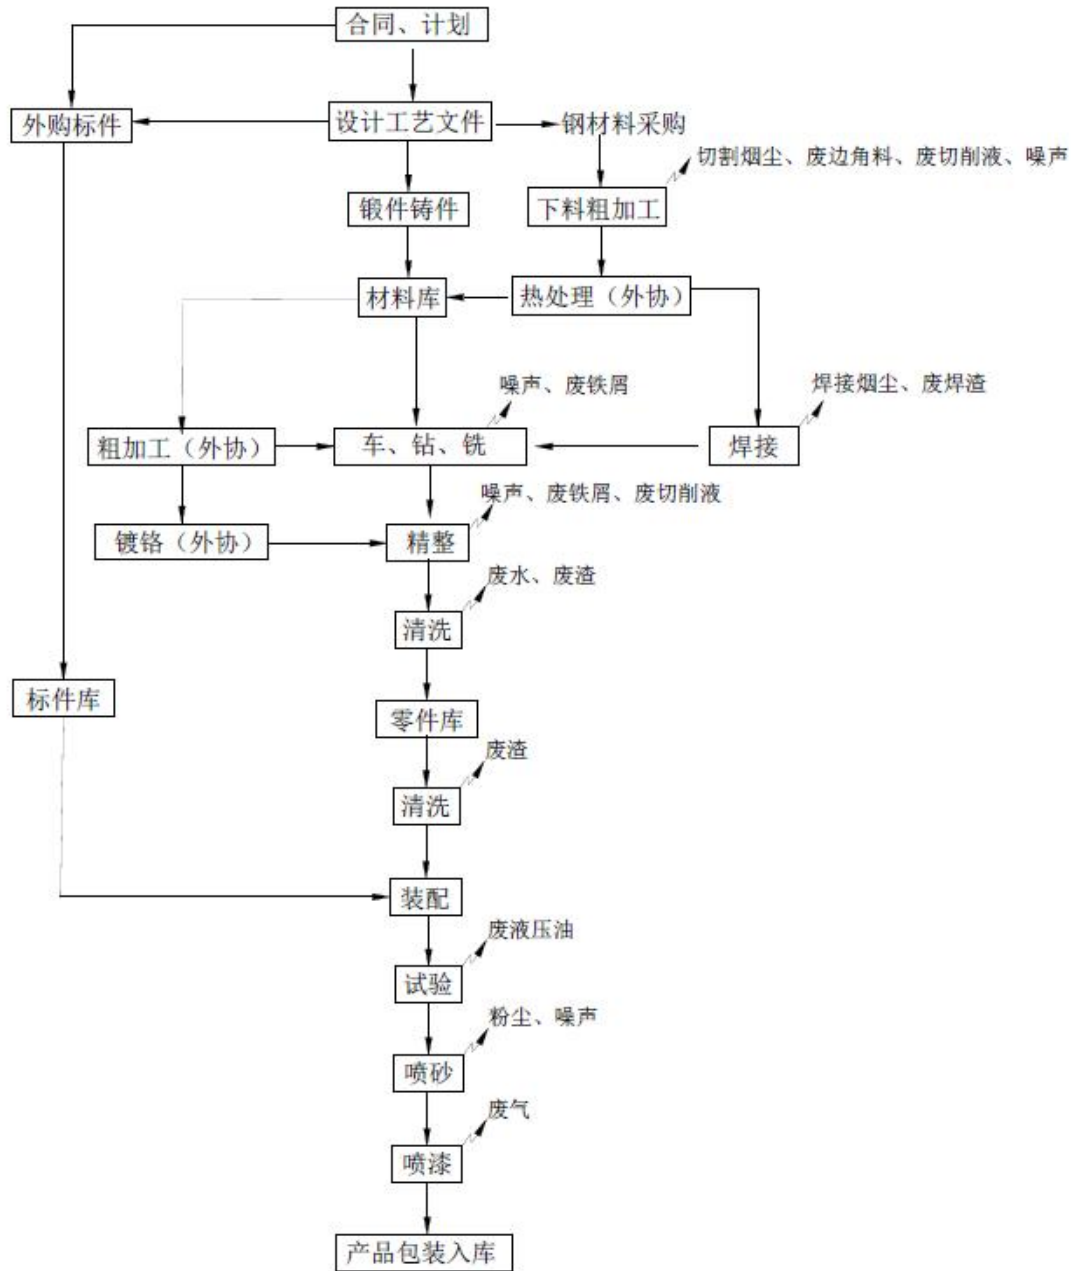 合同、计划
外购标件
设计工艺文件
钢材料采购
切割烟尘、废边角料、废切削液、噪声
锻件铸件
下料粗加工
材料库
热处理（外协）
噪声、废铁屑
焊接烟尘、废焊渣
粗加工（外协）
车、钻、铣
焊接
噪声、废铁屑、废切削液
镀铬（外协）
精整
废水、废渣
清洗
标件库
零件库
废渣
清洗
装配
废液压油
试验
粉尘、噪声
喷砂
废气
喷漆
产品包装入库